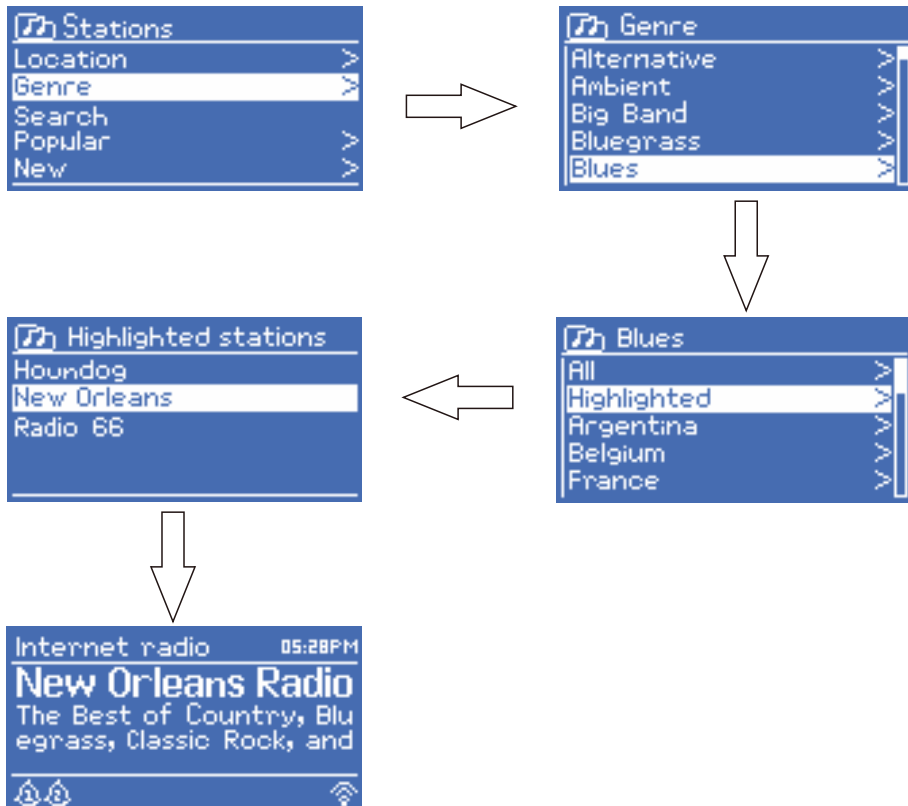 Stations
Location >
Genre >
Search
Popular >
New >
Genre
Alternative >
Ambient >
Big Band >
Bluegrass >
Blues >
Blues
All >
Highlighted >
Argentina >
Belgium >
France >
Highlighted stations
Houndog
New Orleans
Radio 66
Internet radio 05:28PM
New Orleans Radio
The Best of Country, Blu
egrass, Classic Rock, and
1 2